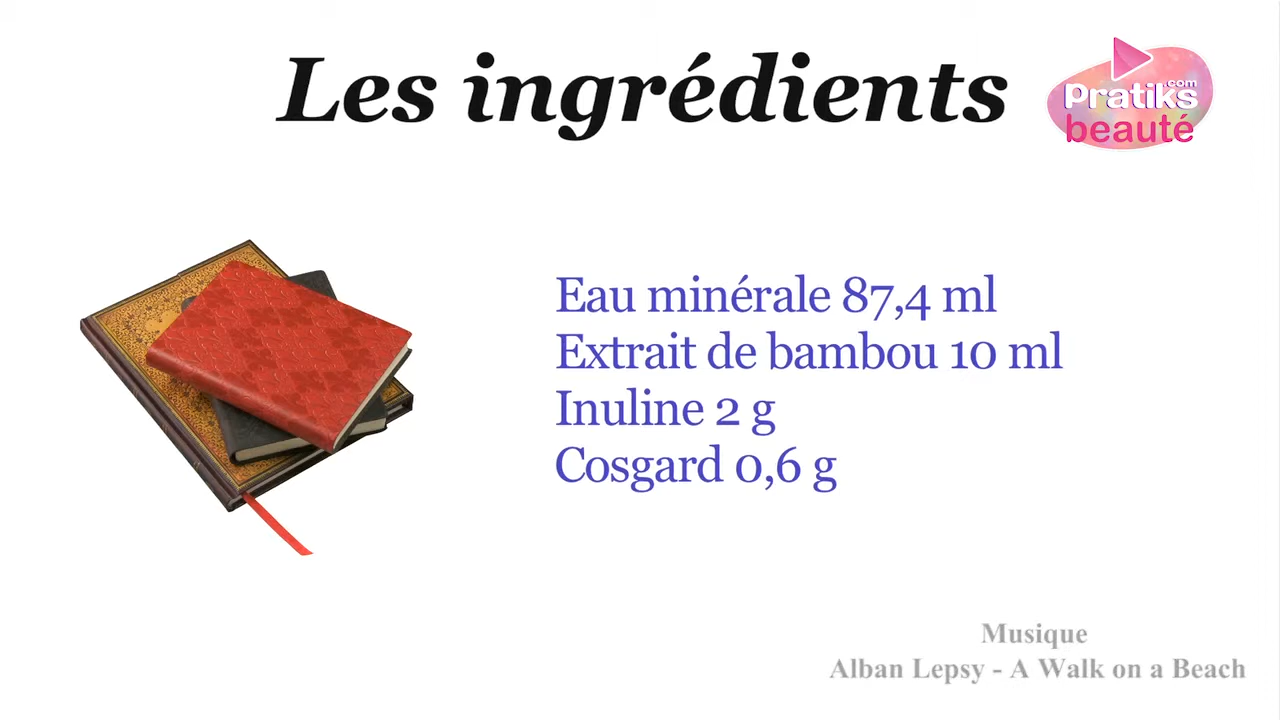 Les ingrédients
Pratiks.com
beauté
Eau minérale 87,4 ml
Extrait de bambou 10 ml
Inuline 2 g
Cosgard 0,6 g
Musique
Alban Lepsy - A Walk on a Beach